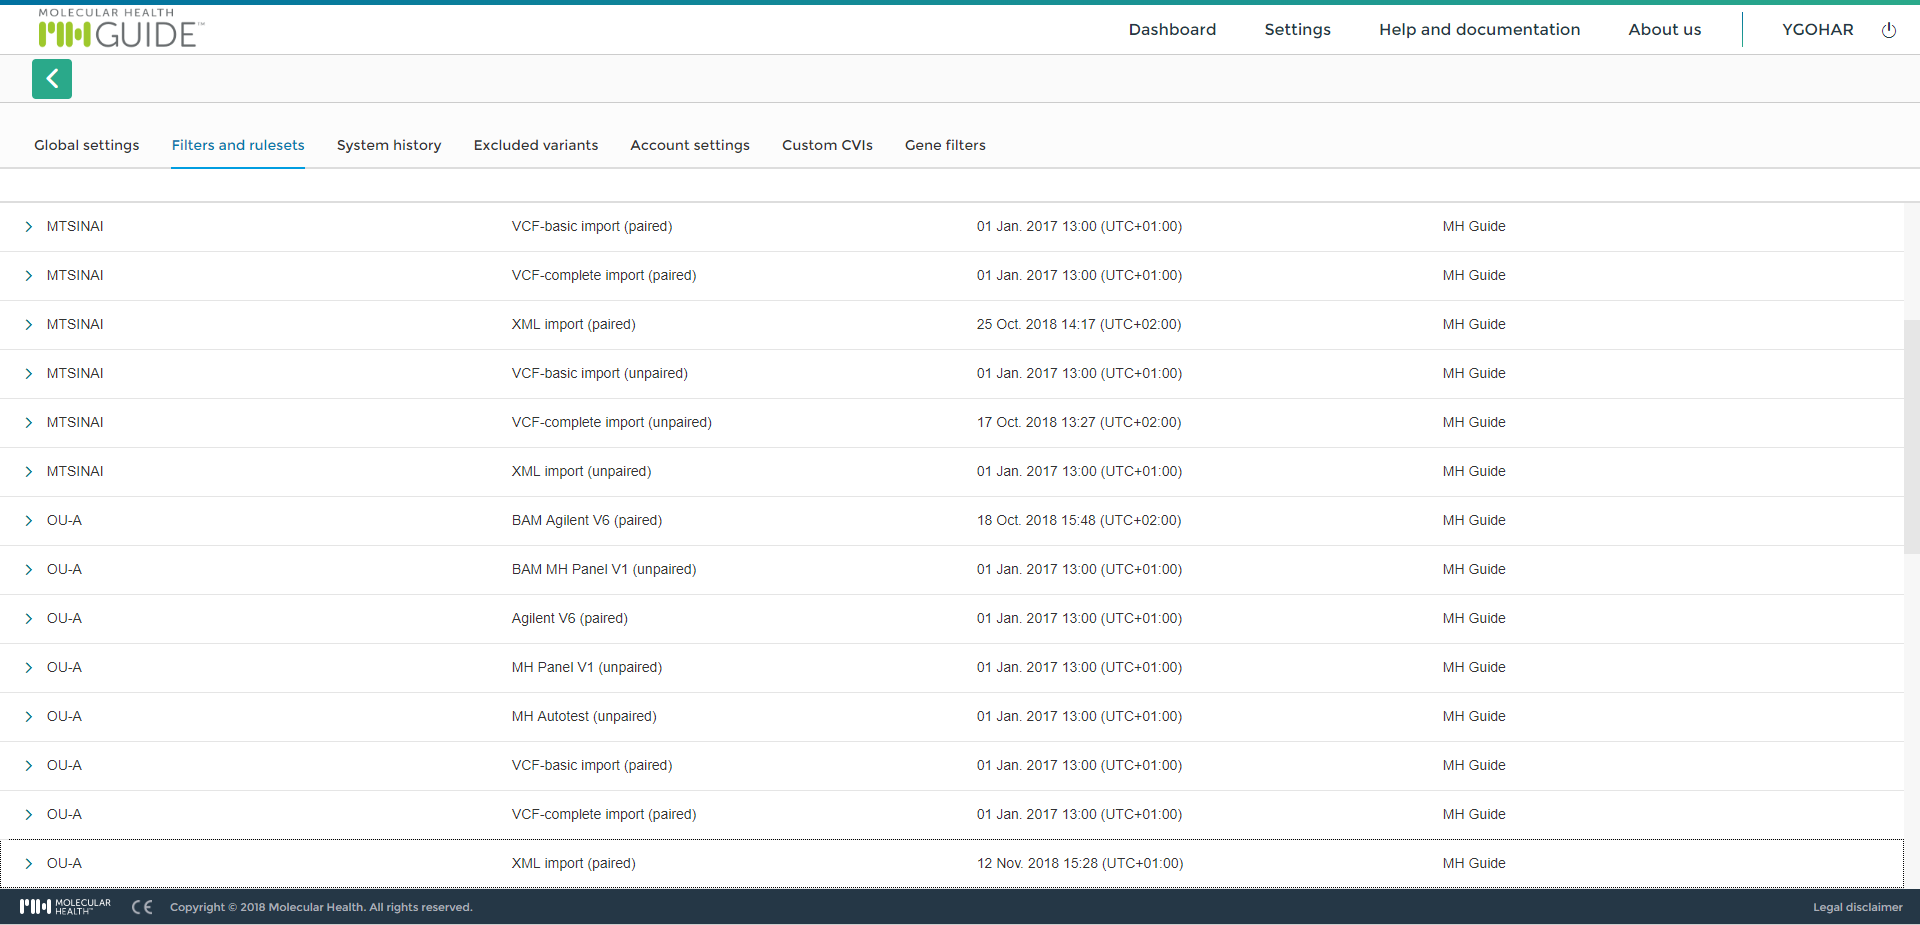 MOLECULAR HEALTH
GUIDE™
Dashboard Settings Help and documentation About us YGOHAR
Global settings Filters and rulesets System history Excluded variants Account settings Custom CVIs Gene filters
MTSINAI VCF-basic import (paired) 01 Jan. 2017 13:00 (UTC+01:00) MH Guide
MTSINAI VCF-complete import (paired) 01 Jan. 2017 13:00 (UTC+01:00) MH Guide
MTSINAI XML import (paired) 25 Oct. 2018 14:17 (UTC+02:00) MH Guide
MTSINAI VCF-basic import (unpaired) 01 Jan. 2017 13:00 (UTC+01:00) MH Guide
MTSINAI VCF-complete import (unpaired) 17 Oct. 2018 13:27 (UTC+02:00) MH Guide
MTSINAI XML import (unpaired) 01 Jan. 2017 13:00 (UTC+01:00) MH Guide
OU-A BAM Agilent V6 (paired) 18 Oct. 2018 15:48 (UTC+02:00) MH Guide
OU-A BAM MH Panel V1 (unpaired) 01 Jan. 2017 13:00 (UTC+01:00) MH Guide
OU-A Agilent V6 (paired) 01 Jan. 2017 13:00 (UTC+01:00) MH Guide
OU-A MH Panel V1 (unpaired) 01 Jan. 2017 13:00 (UTC+01:00) MH Guide
OU-A MH Autotest (unpaired) 01 Jan. 2017 13:00 (UTC+01:00) MH Guide
OU-A VCF-basic import (paired) 01 Jan. 2017 13:00 (UTC+01:00) MH Guide
OU-A VCF-complete import (paired) 01 Jan. 2017 13:00 (UTC+01:00) MH Guide
OU-A XML import (paired) 12 Nov. 2018 15:28 (UTC+01:00) MH Guide
MOLECULAR
HEALTH™
CE Copyright © 2018 Molecular Health. All rights reserved. Legal disclaimer